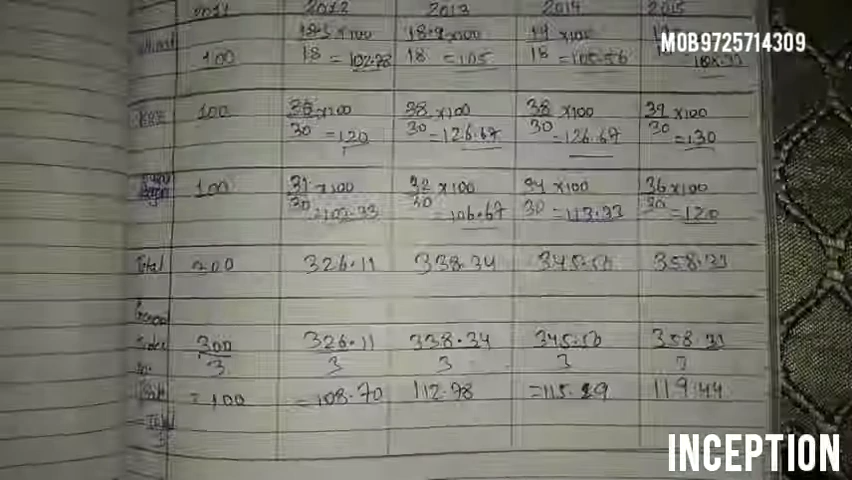 2011 2012 2013 2014 2015
18.5 x100 18.9 x100 19 x100
100 18 =102.78 18 =105 18 =105.56
MOB9725714309
100 36 x100 38 x100 38 x100 39 x100
30 =120 30 =126.67 30 =126.67 30 =130
100 31 x100 32 x100 34 x100 36 x100
30 =103.33 30 =106.67 30 =113.33 30 =120
Total 300 326.11 338.34 345.56 358.33
300 326.11 338.34 345.56 358.33
3 3 3 3 3
=100 =108.70 112.78 =115.29 119.44
INCEPTION